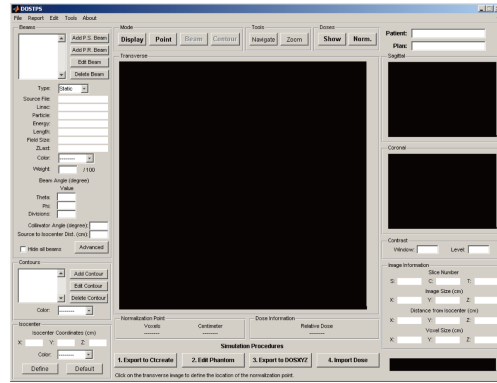 DOSTPS
File Report Edit Tools About
Beams
Add P.S. Beam
Add P.R. Beam
Edit Beam
Delete Beam
Type: Static
Source File:
Linac:
Particle:
Energy:
Length:
Field Size:
ZLast:
Color: --------
Weight: / 100
Beam Angle (degree)
Value
Theta:
Phi:
Divisions:
Collimator Angle (degree):
Source to Isocenter Dist. (cm):
Hide all beams Advanced
Contours
Add Contour
Edit Contour
Delete Contour
Color: --------
Isocenter
Isocenter Coordinates (cm)
X: Y: Z:
Color: --------
Define Default
Mode
Display Point Beam Contour
Tools
Navigate Zoom
Doses
Show Norm.
Transverse
Normalization Point
Voxels Centimeter
-------- --------
Dose Information
Relative Dose
--------
Simulation Procedures
1. Export to Ctcreate 2. Edit Phantom 3. Export to DOSXYZ 4. Import Dose
Click on the transverse image to define the location of the normalization point.
Patient:
Plan:
Sagittal
Coronal
Contrast
Window: Level:
Image Information
Slice Number
S: C: T:
Image Size (cm)
X: Y: Z:
Distance from Isocenter (cm)
X: Y: Z:
Voxel Size (cm)
X: Y: Z: